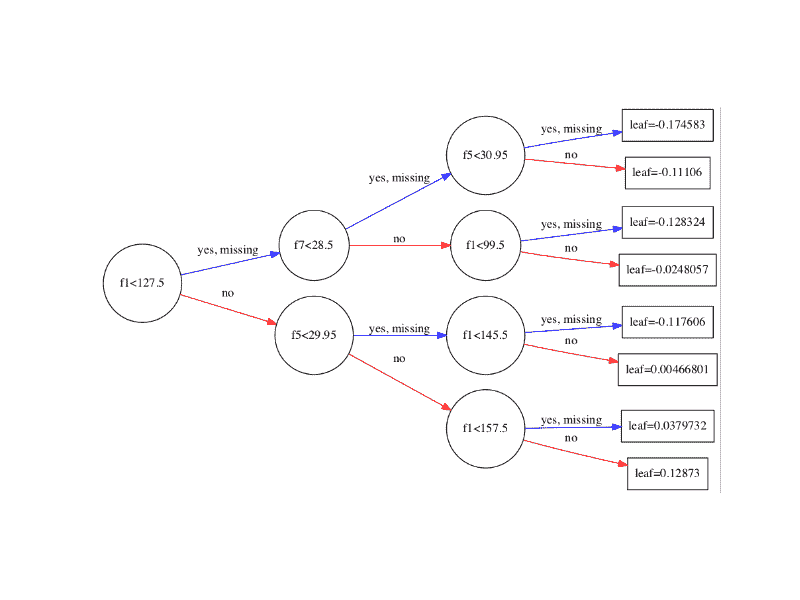 yes, missing
leaf=-0.174583
f5<30.95
no
leaf=-0.11106
yes, missing
yes, missing
leaf=-0.128324
f7<28.5
no
f1<99.5
no
leaf=-0.0248057
yes, missing
f1<127.5
no
yes, missing
leaf=-0.117606
f5<29.95
yes, missing
f1<145.5
no
leaf=0.00466801
no
yes, missing
leaf=0.0379732
f1<157.5
no
leaf=0.12873